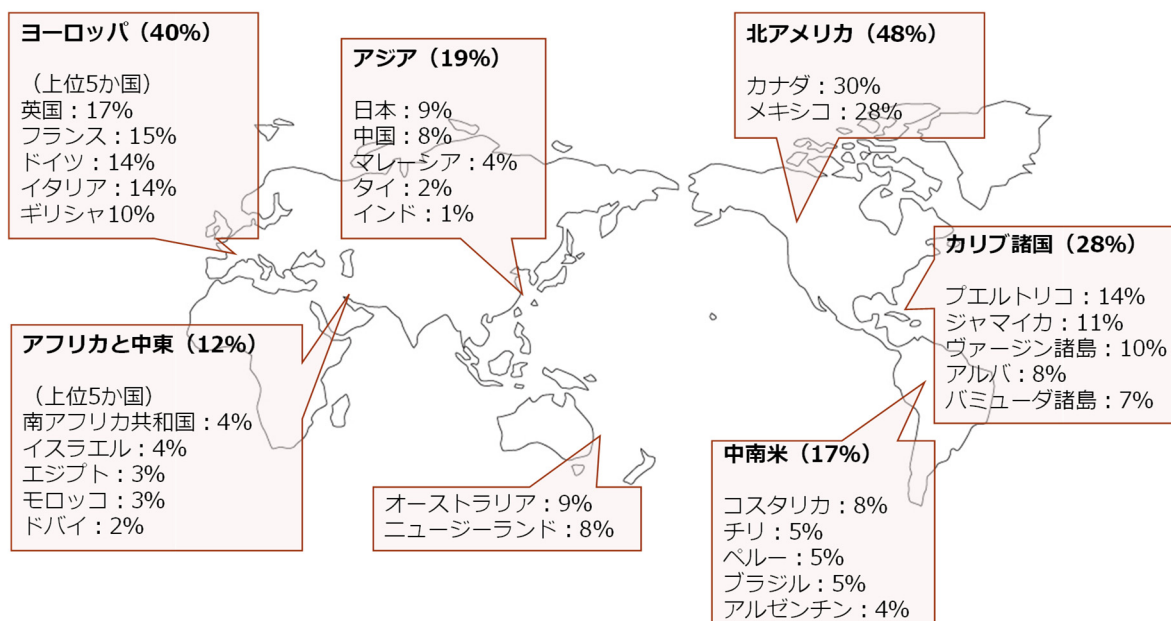 ヨーロッパ（40%）
（上位5か国）
英国：17%
フランス：15%
ドイツ：14%
イタリア：14%
ギリシャ10%
アジア（19%）
日本：9%
中国：8%
マレーシア：4%
タイ：2%
インド：1%
北アメリカ（48%）
カナダ：30%
メキシコ：28%
カリブ諸国（28%）
プエルトリコ：14%
ジャマイカ：11%
ヴァージン諸島：10%
アルバ：8%
バミューダ諸島：7%
アフリカと中東（12%）
（上位5か国）
南アフリカ共和国：4%
イスラエル：4%
エジプト：3%
モロッコ：3%
ドバイ：2%
オーストラリア：9%
ニュージーランド：8%
中南米（17%）
コスタリカ：8%
チリ：5%
ペルー：5%
ブラジル：5%
アルゼンチン：4%